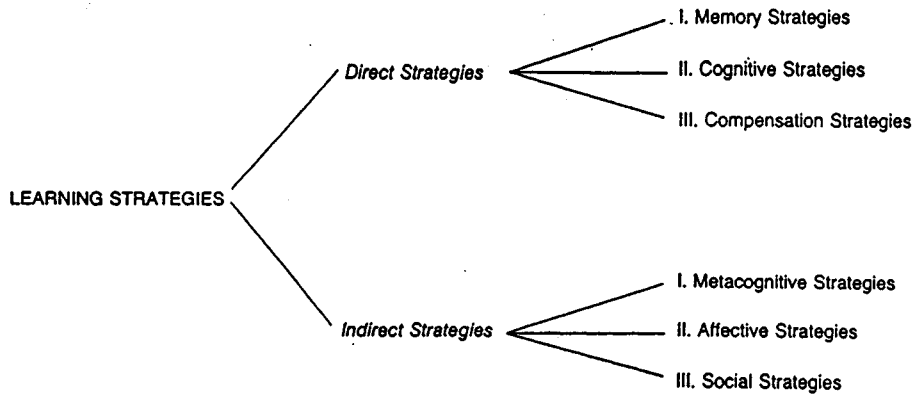 I. Memory Strategies
Direct Strategies
II. Cognitive Strategies
III. Compensation Strategies
LEARNING STRATEGIES
I. Metacognitive Strategies
Indirect Strategies
II. Affective Strategies
III. Social Strategies